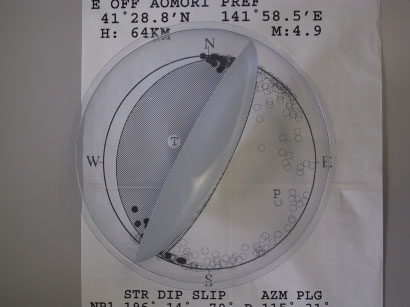 E OFF AOMORI PREF
41°28.8'N 141°58.5'E
H: 64KM M:4.9
N
T
W E
P
S
STR DIP SLIP AZM PLG